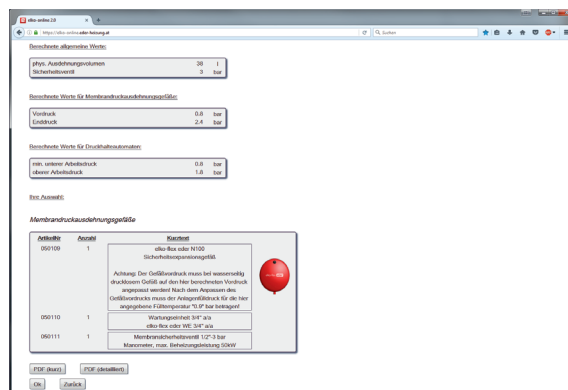 elko-online 2.0
https://elko-online.eder-heizung.at
Suchen
Berechnete allgemeine Werte:
phys. Ausdehnungsvolumen 38 l
Sicherheitsventil 3 bar
Berechnete Werte für Membrandruckausdehnungsgefäße:
Vordruck 0.6 bar
Enddruck 2.4 bar
Berechnete Werte für Druckhalteautomaten:
min. unterer Arbeitsdruck 0.8 bar
oberer Arbeitsdruck 1.6 bar
Ihre Auswahl:
Membrandruckausdehnungsgefäße
ArtikelNr Anzahl Kurztext
050109 1 elko-flex eder N100
Sicherheitsexpansionsgefäß
Achtung: Der Gefäßvordruck muss bei wasserseitig
drucklosem Gefäß auf den hier berechneten Vordruck
angepasst werden! Nach dem Anpassen des
Gefäßvordrucks muss der Anlagenfülldruck für die hier
angegebene Fülltemperatur "0.9" bar betragen!
050110 1 Wartungseinheit 3/4" a/a
elko-flex eder WE 3/4" a/a
050111 1 Membransicherheitsventil 1/2"-3 bar
Manometer, max. Beheizungsleistung 50kW
PDF (kurz) PDF (detailliert)
Ok Zurück